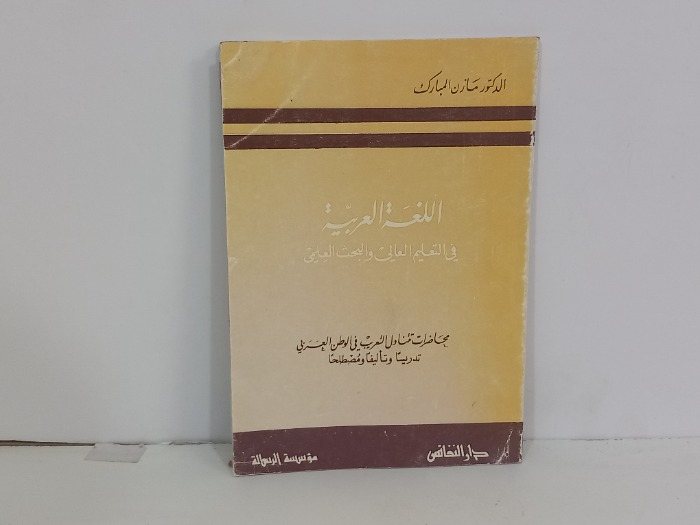 الدكتور مازن المبارك
اللغة العربية
في التعليم العالي والبحث العلمي
محاضرات تناول التعريب في الوطن العربي
تدريسًا وتأليفًا ومصطلحًا
دار النفائس
مؤسسة الرسالة